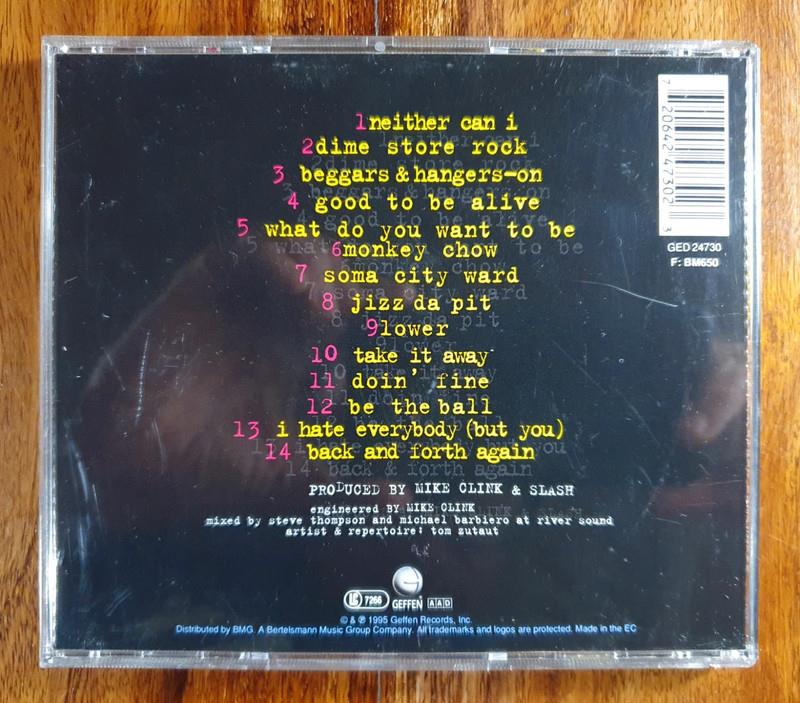 1neither can i
2dime store rock
3 beggars & hangers-on
4 good to be alive
5 what do you want to be
6monkey chow
7 soma city ward
8 jizz da pit
9lower
10 take it away
11 doin' fine
12 be the ball
13 i hate everybody (but you)
14 back and forth again
PRODUCED BY MIKE CLINK & SLASH
engineered BY MIKE CLINK
mixed by steve thompson and michael barbiero at river sound
artist & repertoire: tom zutaut
LC 7266
GEFFEN AAD
© & ℗ 1995 Geffen Records, Inc.
Distributed by BMG. A Bertelsmann Music Group Company. All trademarks and logos are protected. Made in the EC
7 20642 47302 3
GED 24730
F: BM650